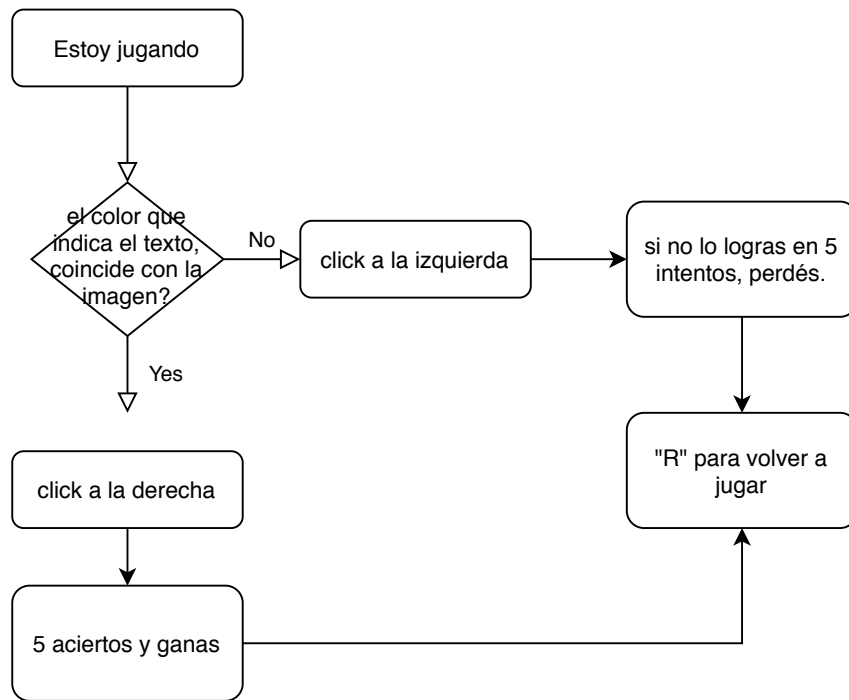 Estoy jugando
el color que
indica el texto,
coincide con la
imagen?
No
click a la izquierda
si no lo logras en 5
intentos, perdés.
Yes
click a la derecha
"R" para volver a
jugar
5 aciertos y ganas